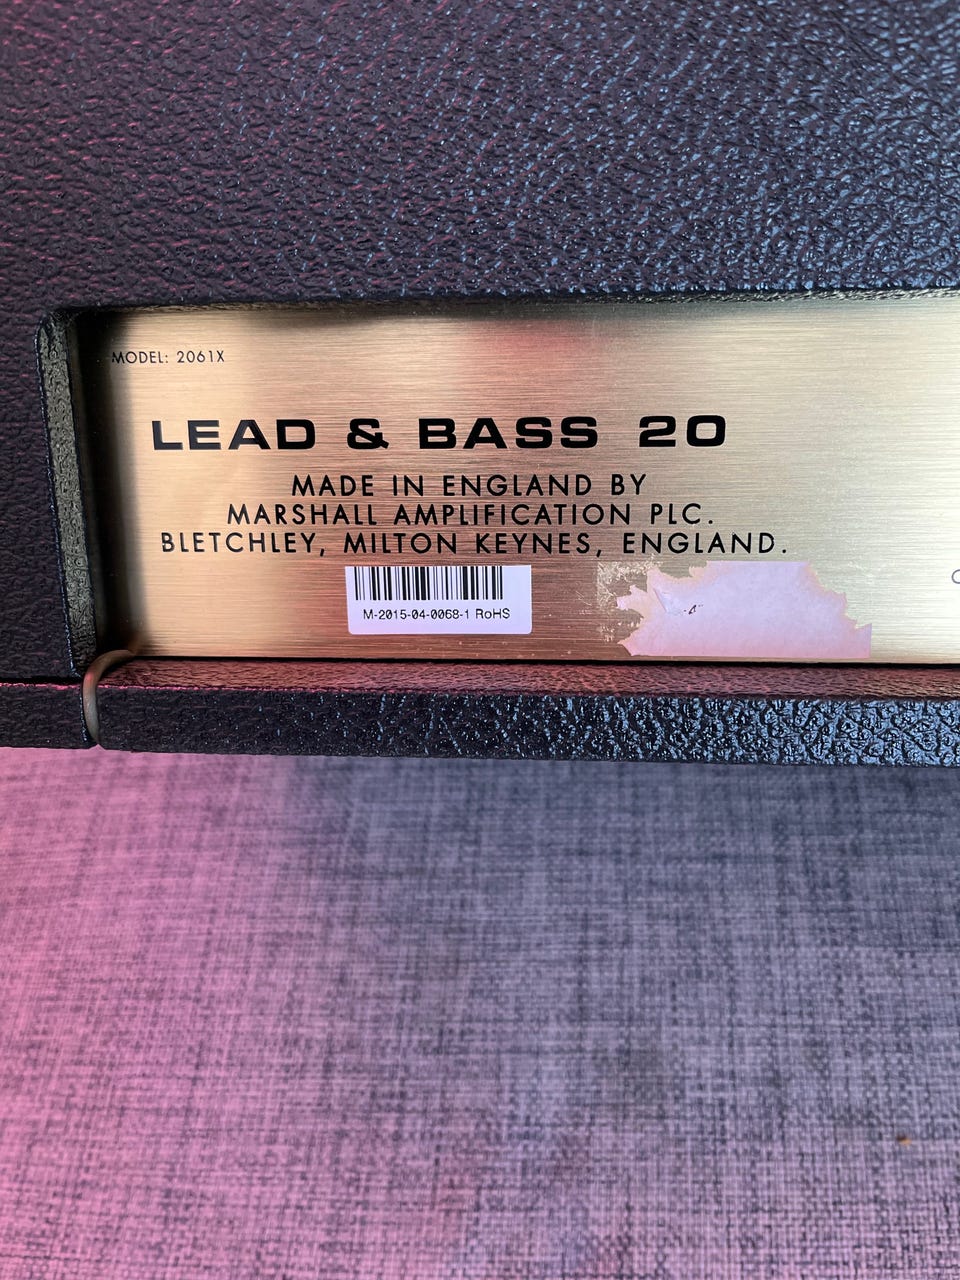 MODEL: 2061X
LEAD & BASS 20
MADE IN ENGLAND BY
MARSHALL AMPLIFICATION PLC.
BLETCHLEY, MILTON KEYNES, ENGLAND.
M-2015-04-0068-1 RoHS